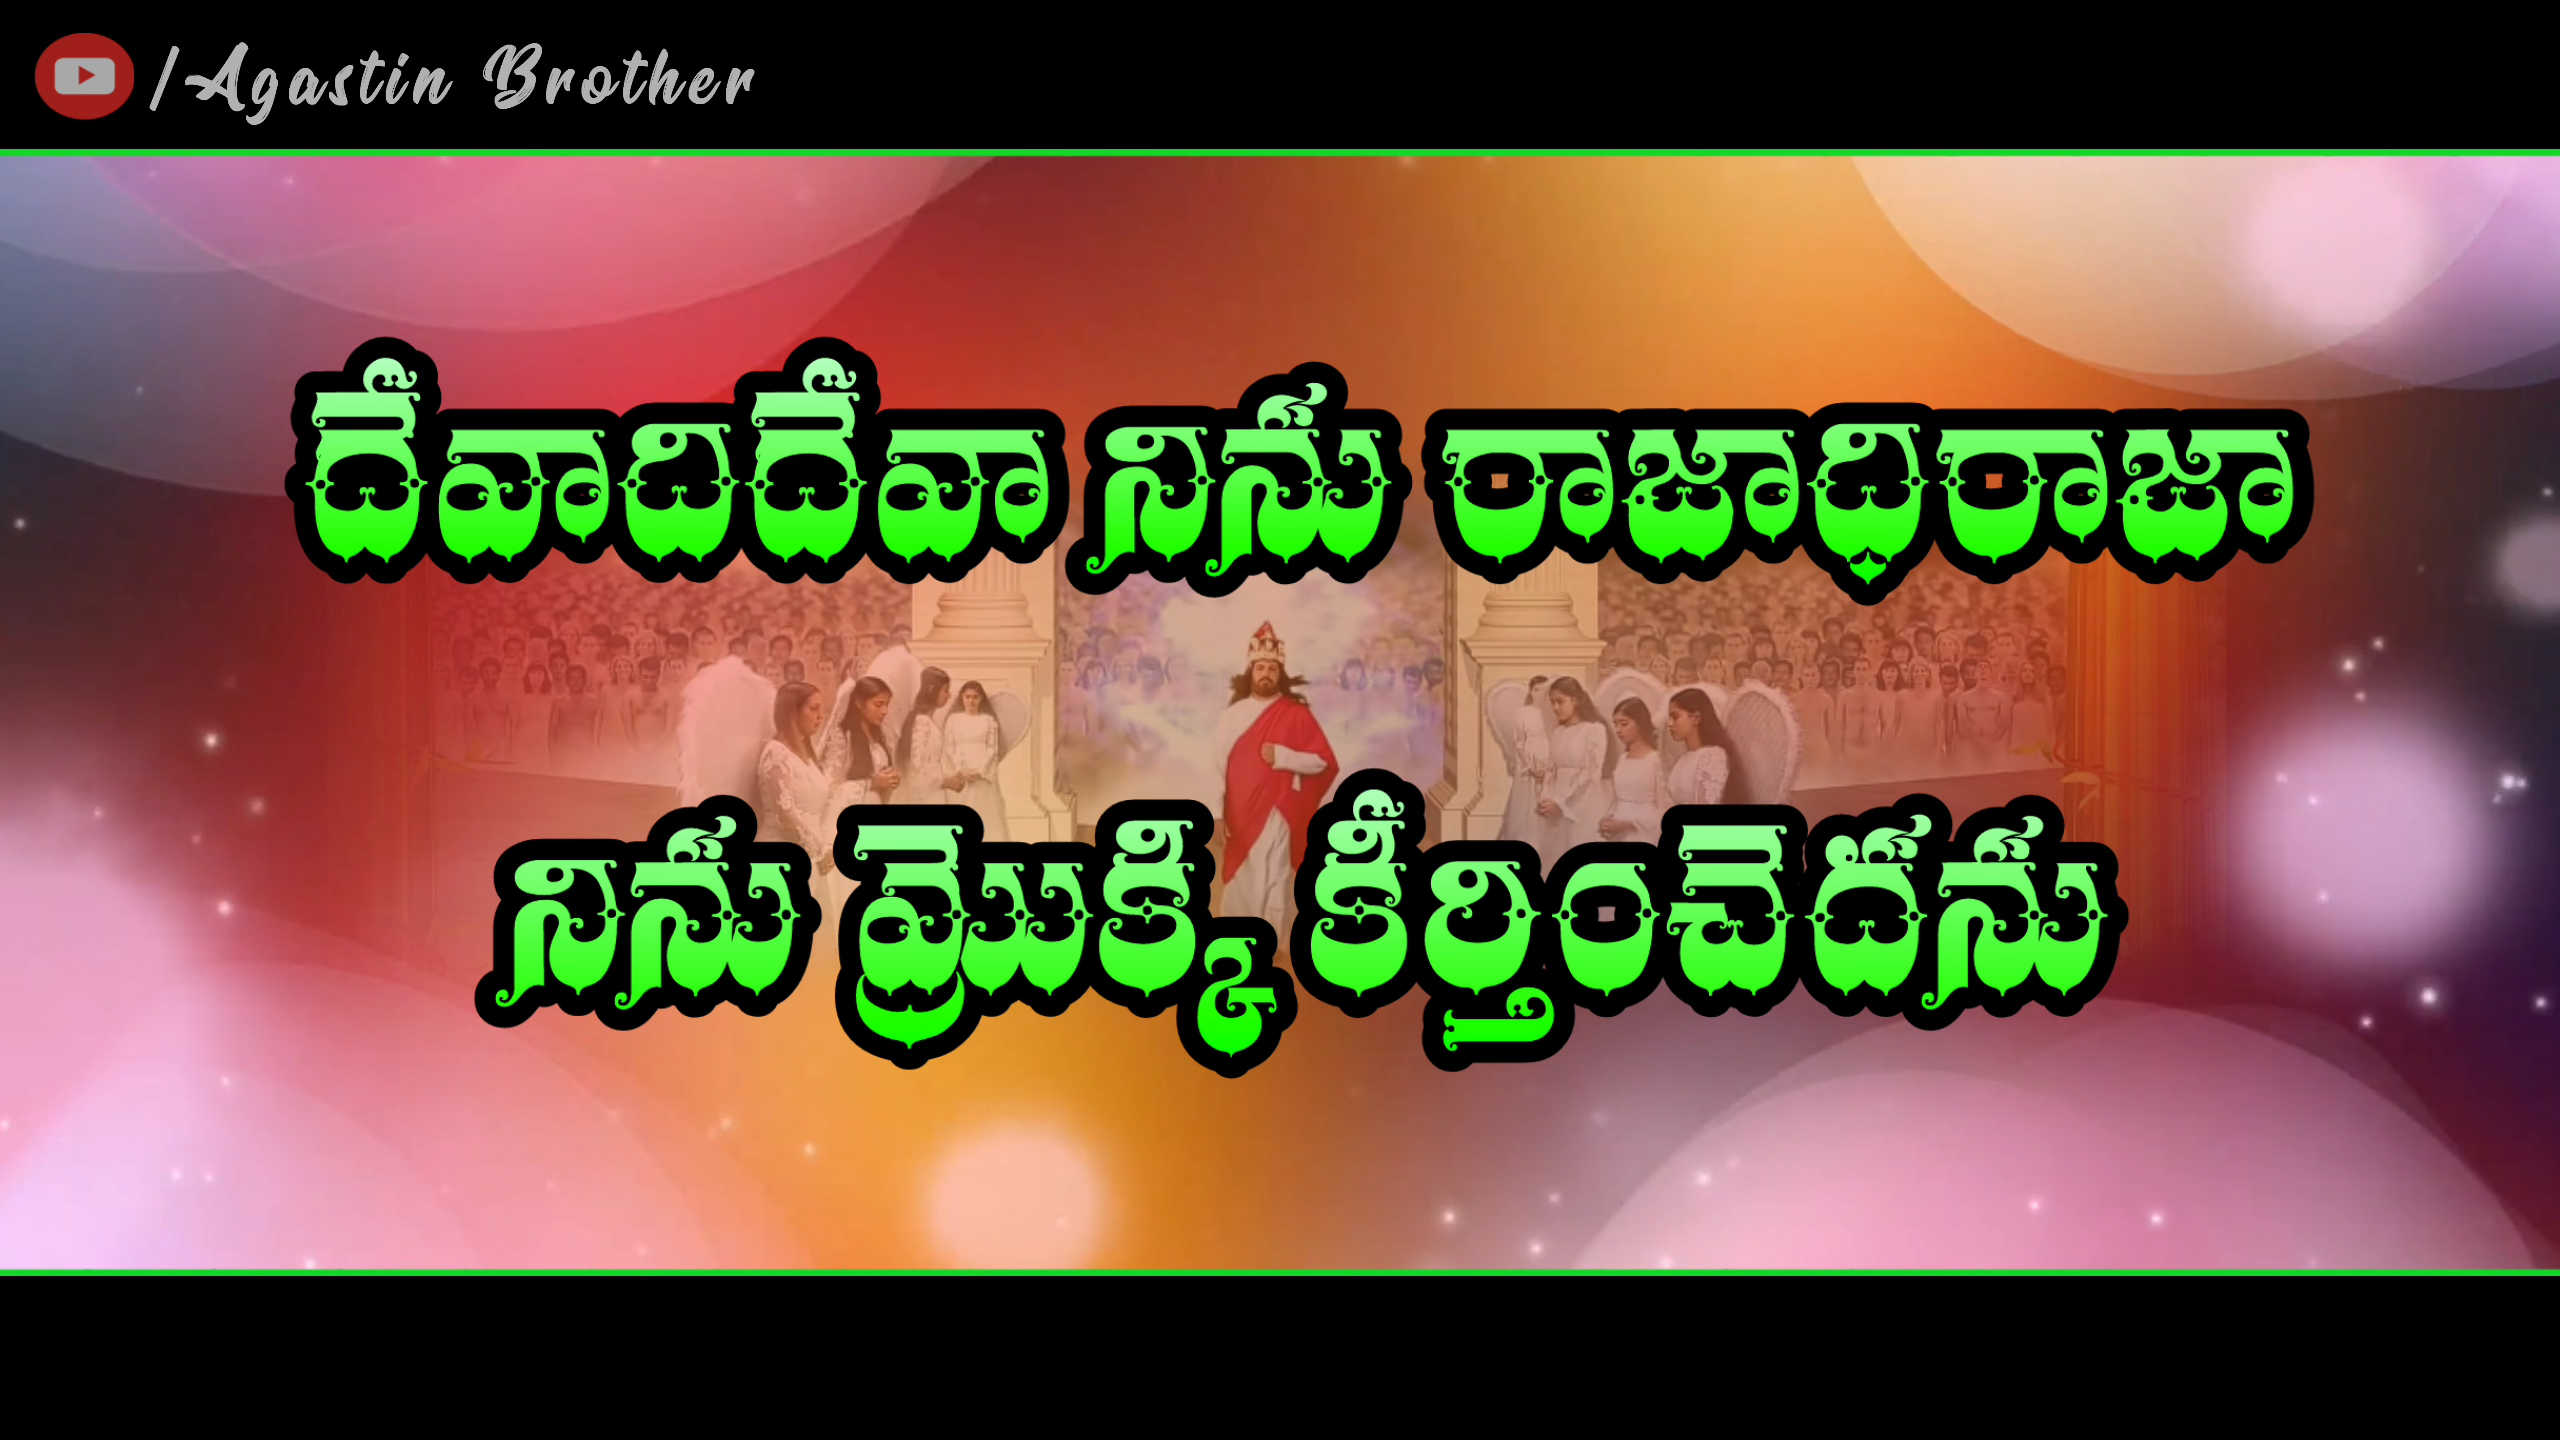 /Agastin Brother
దేవాదిదేవా నిను రాజాధిరాజా
నిను మ్రొక్కి కీర్తించెదను